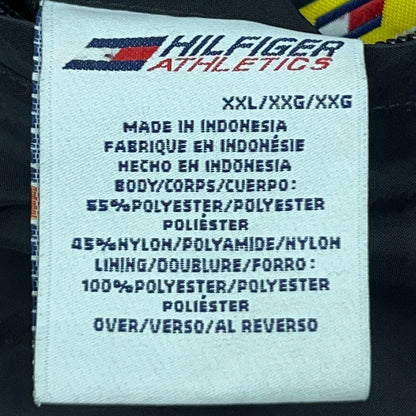 HILFIGER
ATHLETICS
XXL/XXG/XXG
MADE IN INDONESIA
FABRIQUE EN INDONÉSIE
HECHO EN INDONESIA
BODY/CORPS/CUERPO:
55%POLYESTER/POLYESTER
POLIÉSTER
45%NYLON/POLYAMIDE/NYLON
LINING/DOUBLURE/FORRO:
100%POLYESTER/POLYESTER
POLIÉSTER
OVER/VERSO/AL REVERSO